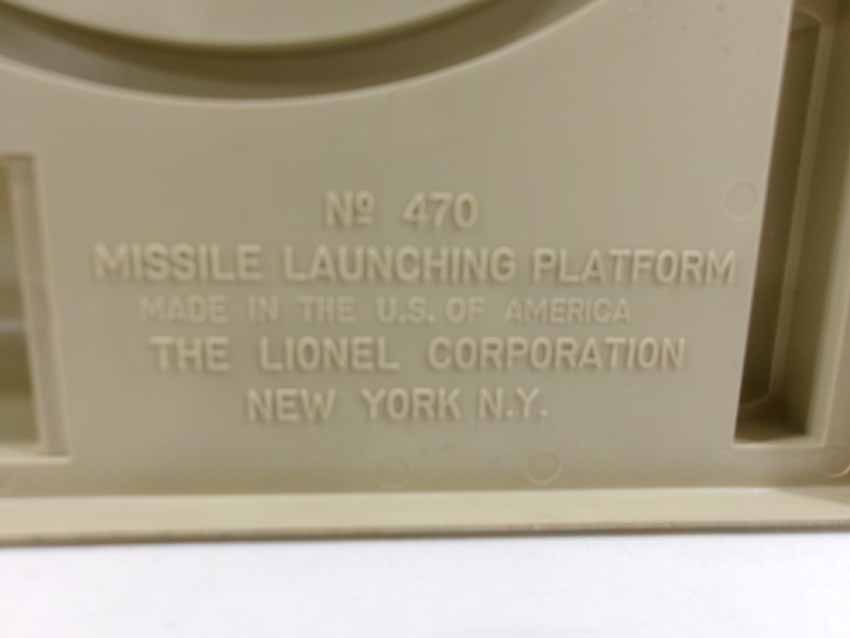 Nº 470
MISSILE LAUNCHING PLATFORM
MADE IN THE U.S. OF AMERICA
THE LIONEL CORPORATION
NEW YORK N.Y.